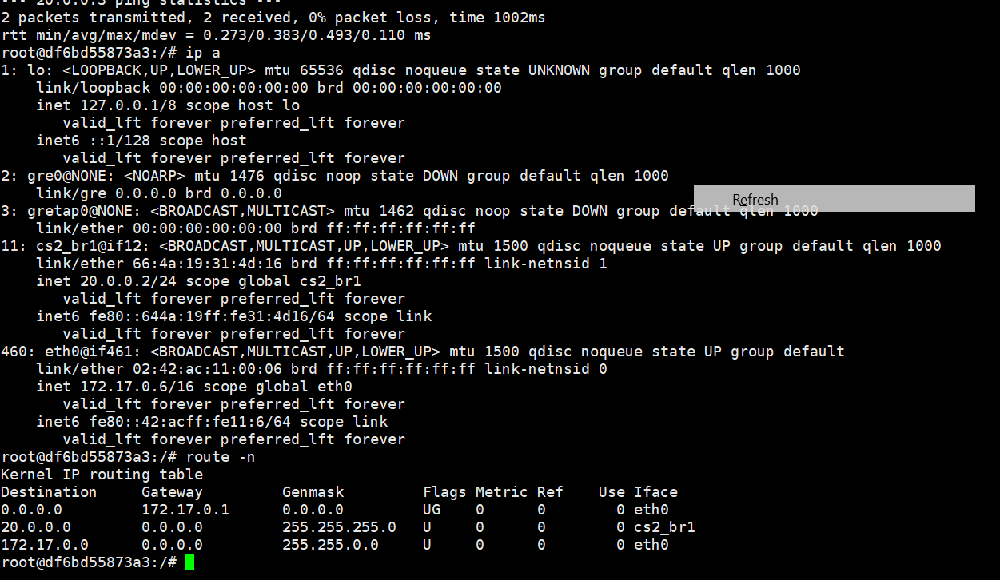 --- 20.0.0.3 ping statistics ---
2 packets transmitted, 2 received, 0% packet loss, time 1002ms
rtt min/avg/max/mdev = 0.273/0.383/0.493/0.110 ms
root@df6bd55873a3:/# ip a
1: lo: <LOOPBACK,UP,LOWER_UP> mtu 65536 qdisc noqueue state UNKNOWN group default qlen 1000
    link/loopback 00:00:00:00:00:00 brd 00:00:00:00:00:00
    inet 127.0.0.1/8 scope host lo
       valid_lft forever preferred_lft forever
    inet6 ::1/128 scope host
       valid_lft forever preferred_lft forever
2: gre0@NONE: <NOARP> mtu 1476 qdisc noop state DOWN group default qlen 1000
    link/gre 0.0.0.0 brd 0.0.0.0
Refresh
3: gretap0@NONE: <BROADCAST,MULTICAST> mtu 1462 qdisc noop state DOWN group default qlen 1000
    link/ether 00:00:00:00:00:00 brd ff:ff:ff:ff:ff:ff
11: cs2_br1@if12: <BROADCAST,MULTICAST,UP,LOWER_UP> mtu 1500 qdisc noqueue state UP group default qlen 1000
    link/ether 66:4a:19:31:4d:16 brd ff:ff:ff:ff:ff:ff link-netnsid 1
    inet 20.0.0.2/24 scope global cs2_br1
       valid_lft forever preferred_lft forever
    inet6 fe80::644a:19ff:fe31:4d16/64 scope link
       valid_lft forever preferred_lft forever
460: eth0@if461: <BROADCAST,MULTICAST,UP,LOWER_UP> mtu 1500 qdisc noqueue state UP group default
    link/ether 02:42:ac:11:00:06 brd ff:ff:ff:ff:ff:ff link-netnsid 0
    inet 172.17.0.6/16 scope global eth0
       valid_lft forever preferred_lft forever
    inet6 fe80::42:acff:fe11:6/64 scope link
       valid_lft forever preferred_lft forever
root@df6bd55873a3:/# route -n
Kernel IP routing table
Destination     Gateway         Genmask         Flags Metric Ref    Use Iface
0.0.0.0         172.17.0.1      0.0.0.0         UG    0      0        0 eth0
20.0.0.0        0.0.0.0         255.255.255.0   U     0      0        0 cs2_br1
172.17.0.0      0.0.0.0         255.255.0.0     U     0      0        0 eth0
root@df6bd55873a3:/#